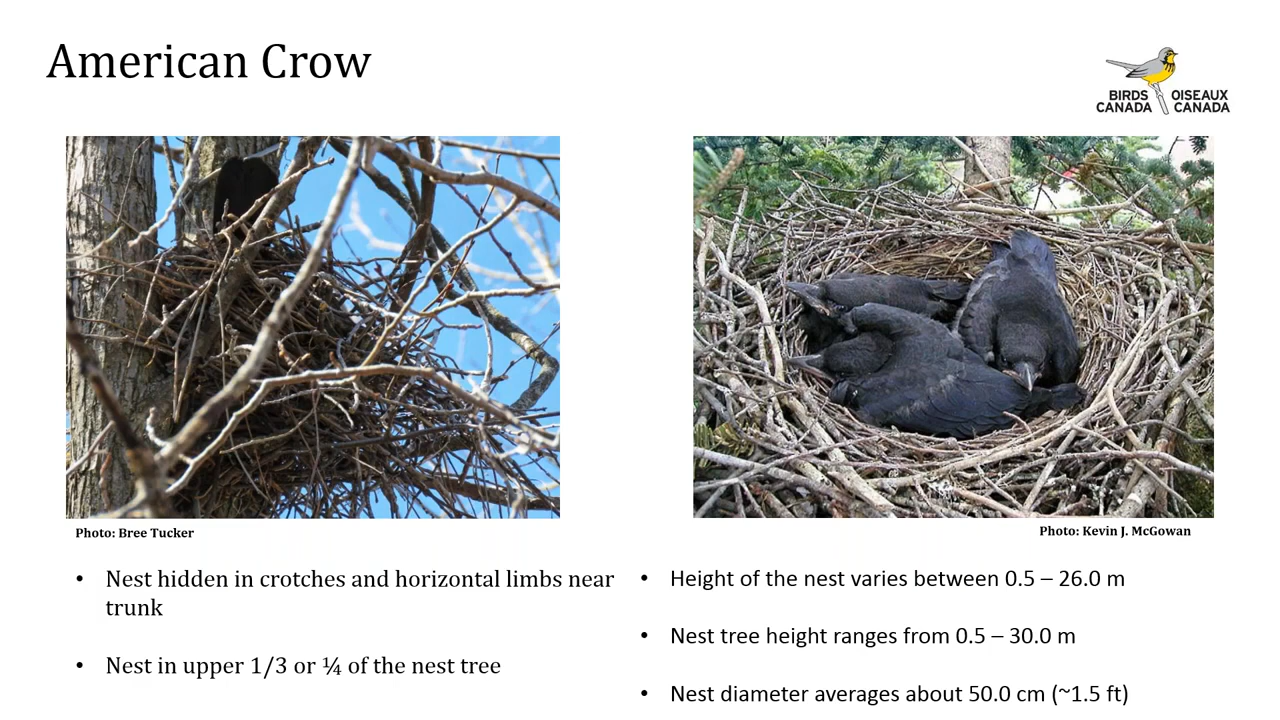 American Crow
BIRDS OISEAUX
CANADA CANADA
Photo: Bree Tucker
Photo: Kevin J. McGowan
• Nest hidden in crotches and horizontal limbs near
trunk
• Nest in upper 1/3 or ¼ of the nest tree
• Height of the nest varies between 0.5 – 26.0 m
• Nest tree height ranges from 0.5 – 30.0 m
• Nest diameter averages about 50.0 cm (~1.5 ft)